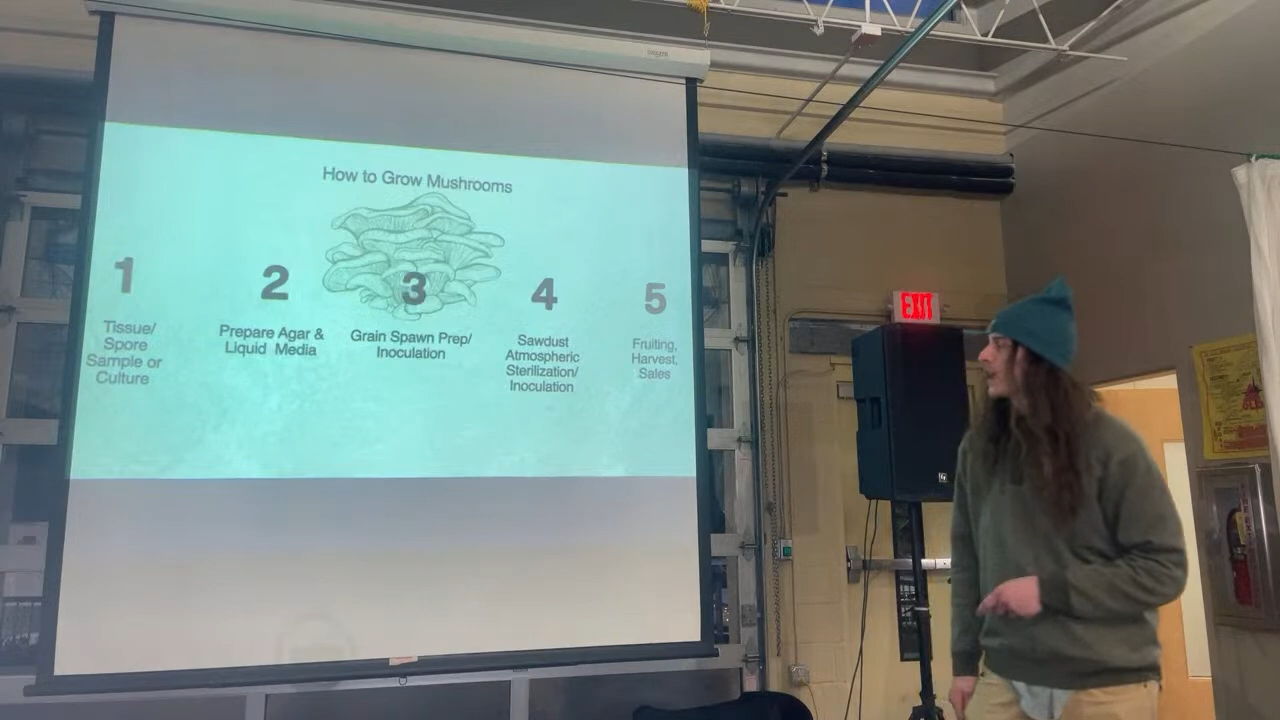 How to Grow Mushrooms
1
Tissue/
Spore
Sample or
Culture
2
Prepare Agar &
Liquid Media
3
Grain Spawn Prep/
Inoculation
4
Sawdust
Atmospheric
Sterilization/
Inoculation
5
Fruiting,
Harvest,
Sales
EXIT